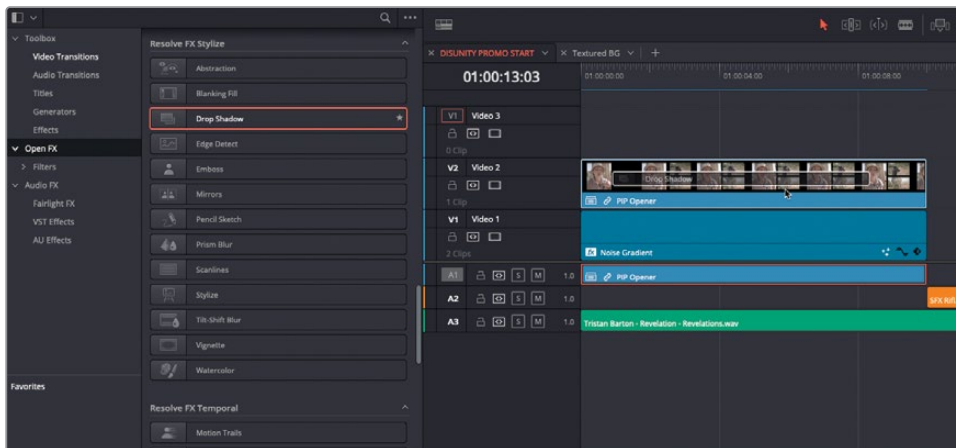 Toolbox
Video Transitions
Audio Transitions
Titles
Generators
Effects
Open FX
Filters
Audio FX
Fairlight FX
VST Effects
AU Effects
Favorites
Resolve FX Stylize
Abstraction
Blanking Fill
Drop Shadow
Edge Detect
Emboss
Mirrors
Pencil Sketch
Prism Blur
Scanlines
Stylize
Tilt-Shift Blur
Vignette
Watercolor
Resolve FX Temporal
Motion Trails
× DISUNITY PROMO START × Textured BG +
01:00:13:03
01:00:00:00 01:00:04:00 01:00:08:00
V1 Video 3
0 Clip
V2 Video 2
1 Clip
Drop Shadow
PIP Opener
V1 Video 1
2 Clips
fx Noise Gradient
A1 S M 1.0 PIP Opener
A2 S M 1.0 SFX Rifl
A3 S M 1.0 Tristan Barton - Revelation - Revelations.wav